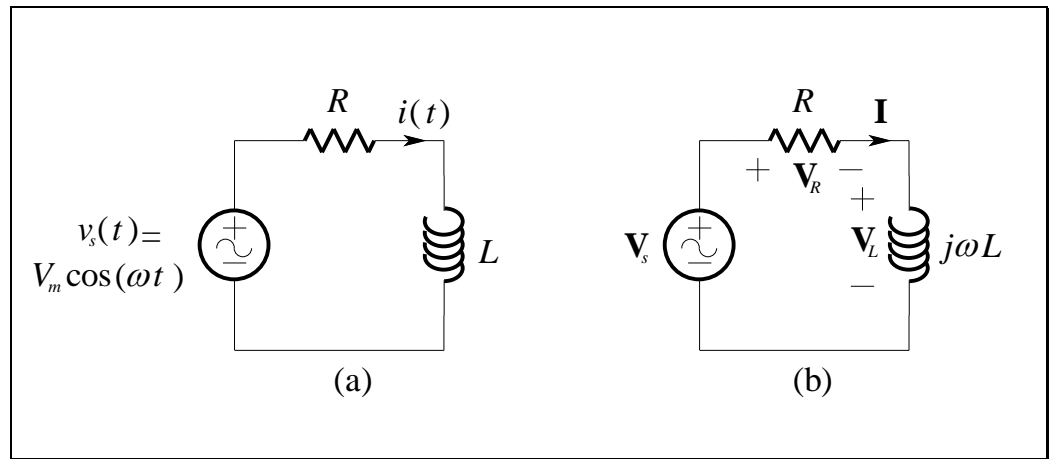 R
i(t)
v_s(t)=
V_m cos(ωt)
+
−
L
(a)
R
I
+ V_R −
V_s
+
−
+
V_L
−
jωL
(b)